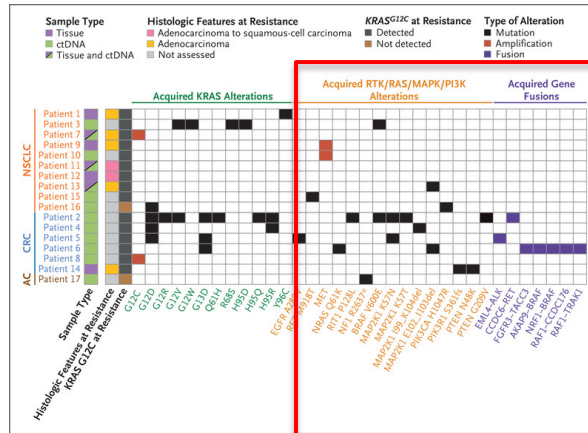 Sample Type
Tissue
ctDNA
Tissue and ctDNA
Histologic Features at Resistance
Adenocarcinoma to squamous-cell carcinoma
Adenocarcinoma
Not assessed
KRASG12C at Resistance
Detected
Not detected
Type of Alteration
Mutation
Amplification
Fusion
Acquired KRAS Alterations
Acquired RTK/RAS/MAPK/PI3K
Alterations
Acquired Gene
Fusions
NSCLC
Patient 1
Patient 3
Patient 7
Patient 9
Patient 10
Patient 11
Patient 12
Patient 13
Patient 15
Patient 16
CRC
Patient 2
Patient 4
Patient 5
Patient 6
Patient 8
Patient 14
AC
Patient 17
Sample Type
Histologic Features at Resistance
KRAS G12C at Resistance
G12C
G12D
G12R
G12V
G12W
G13D
Q61H
R68S
H95D
H95Q
H95R
Y96C
EGFR
M918T
MET
NRAS Q61K
RIT1 P128L
NF1 R2637*
BRAF V600E
MAP2K1 K57N
MAP2K1 K57T
MAP2K1 I99_K104del
MAP2K1 E102_I103del
PIK3CA H1047R
PIK3R1 S361fs
PTEN N48K
PTEN G209V
EML4–ALK
CCDC6–RET
FGFR3–TACC3
AKAP9–BRAF
NRF1–BRAF
RAF1–CCDC176
RAF1–TRAK1